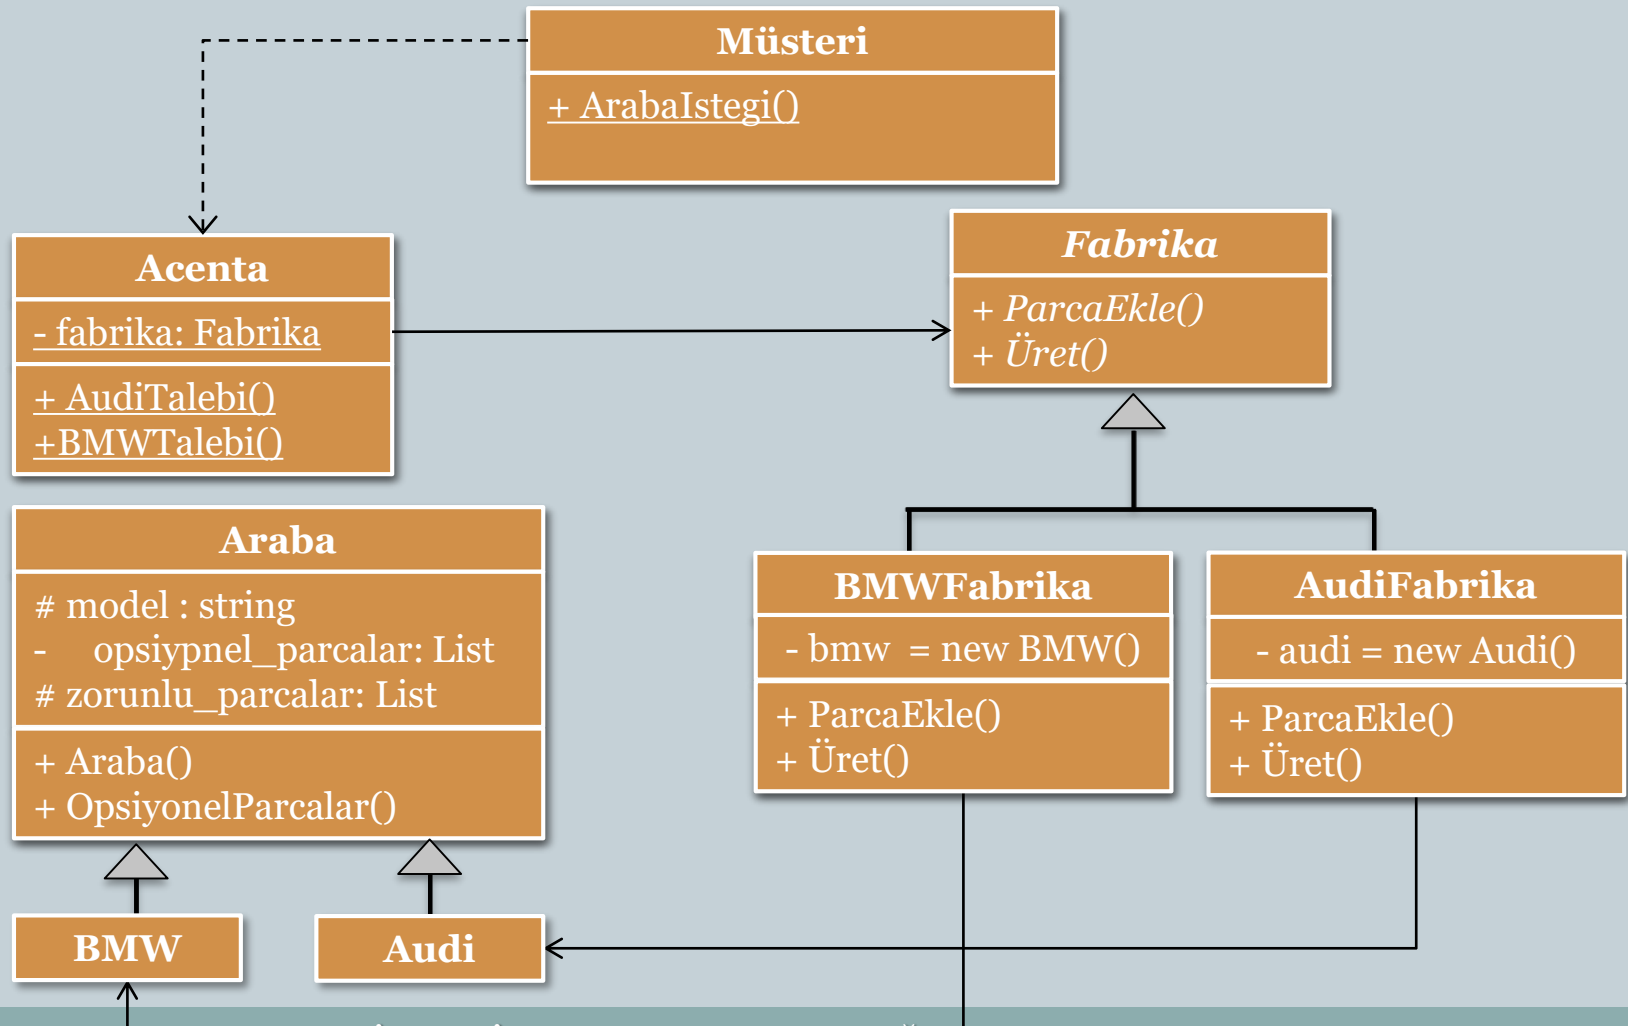 Müsteri
+ ArabaIstegi()
Acenta
- fabrika: Fabrika
+ AudiTalebi()
+BMWTalebi()
Fabrika
+ ParcaEkle()
+ Üret()
Araba
# model : string
- opsiypnel_parcalar: List
# zorunlu_parcalar: List
+ Araba()
+ OpsiyonelParcalar()
BMWFabrika
- bmw = new BMW()
+ ParcaEkle()
+ Üret()
AudiFabrika
- audi = new Audi()
+ ParcaEkle()
+ Üret()
BMW
Audi